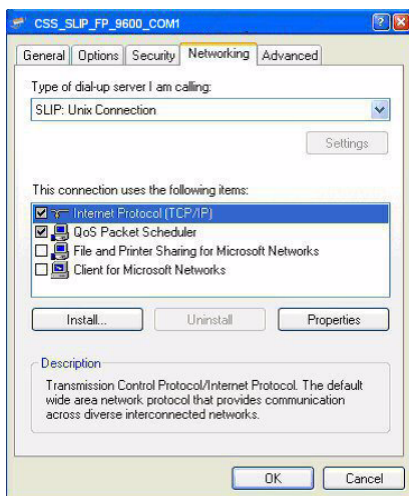 CSS_SLIP_FP_9600_COM1
General Options Security Networking Advanced
Type of dial-up server I am calling:
SLIP: Unix Connection
Settings
This connection uses the following items:
Internet Protocol (TCP/IP)
QoS Packet Scheduler
File and Printer Sharing for Microsoft Networks
Client for Microsoft Networks
Install... Uninstall Properties
Description
Transmission Control Protocol/Internet Protocol. The default
wide area network protocol that provides communication
across diverse interconnected networks.
OK Cancel